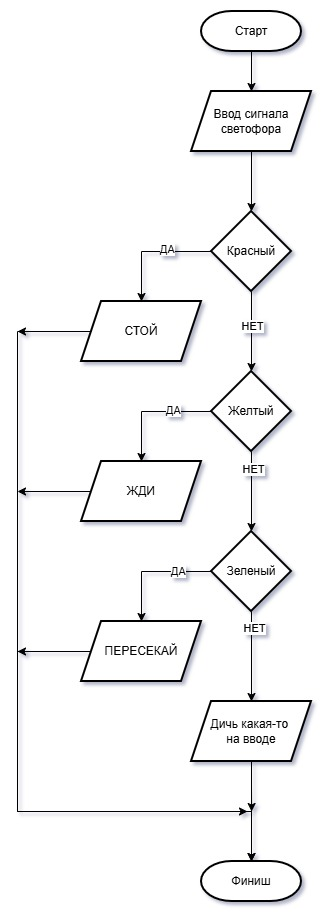 Старт
Ввод сигнала
светофора
Красный
ДА
СТОЙ
НЕТ
Желтый
ДА
ЖДИ
НЕТ
Зеленый
ДА
ПЕРЕСЕКАЙ
НЕТ
Дичь какая-то
на вводе
Финиш